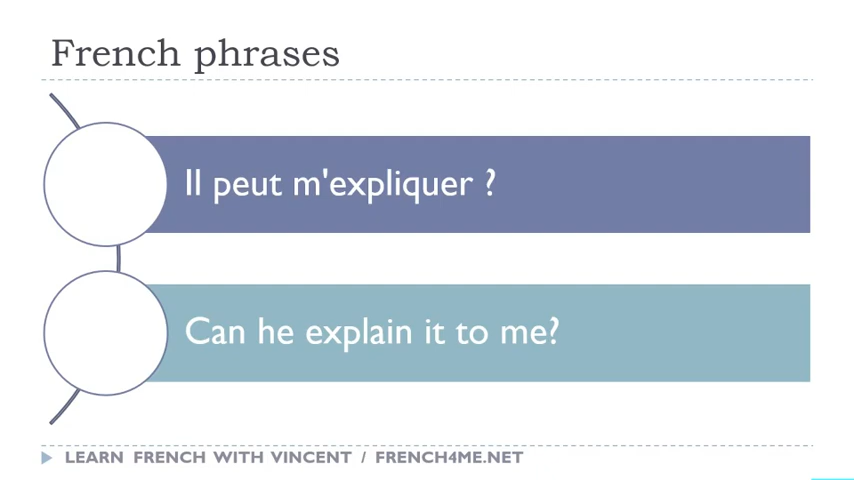 French phrases
Il peut m'expliquer ?
Can he explain it to me?
LEARN FRENCH WITH VINCENT / FRENCH4ME.NET